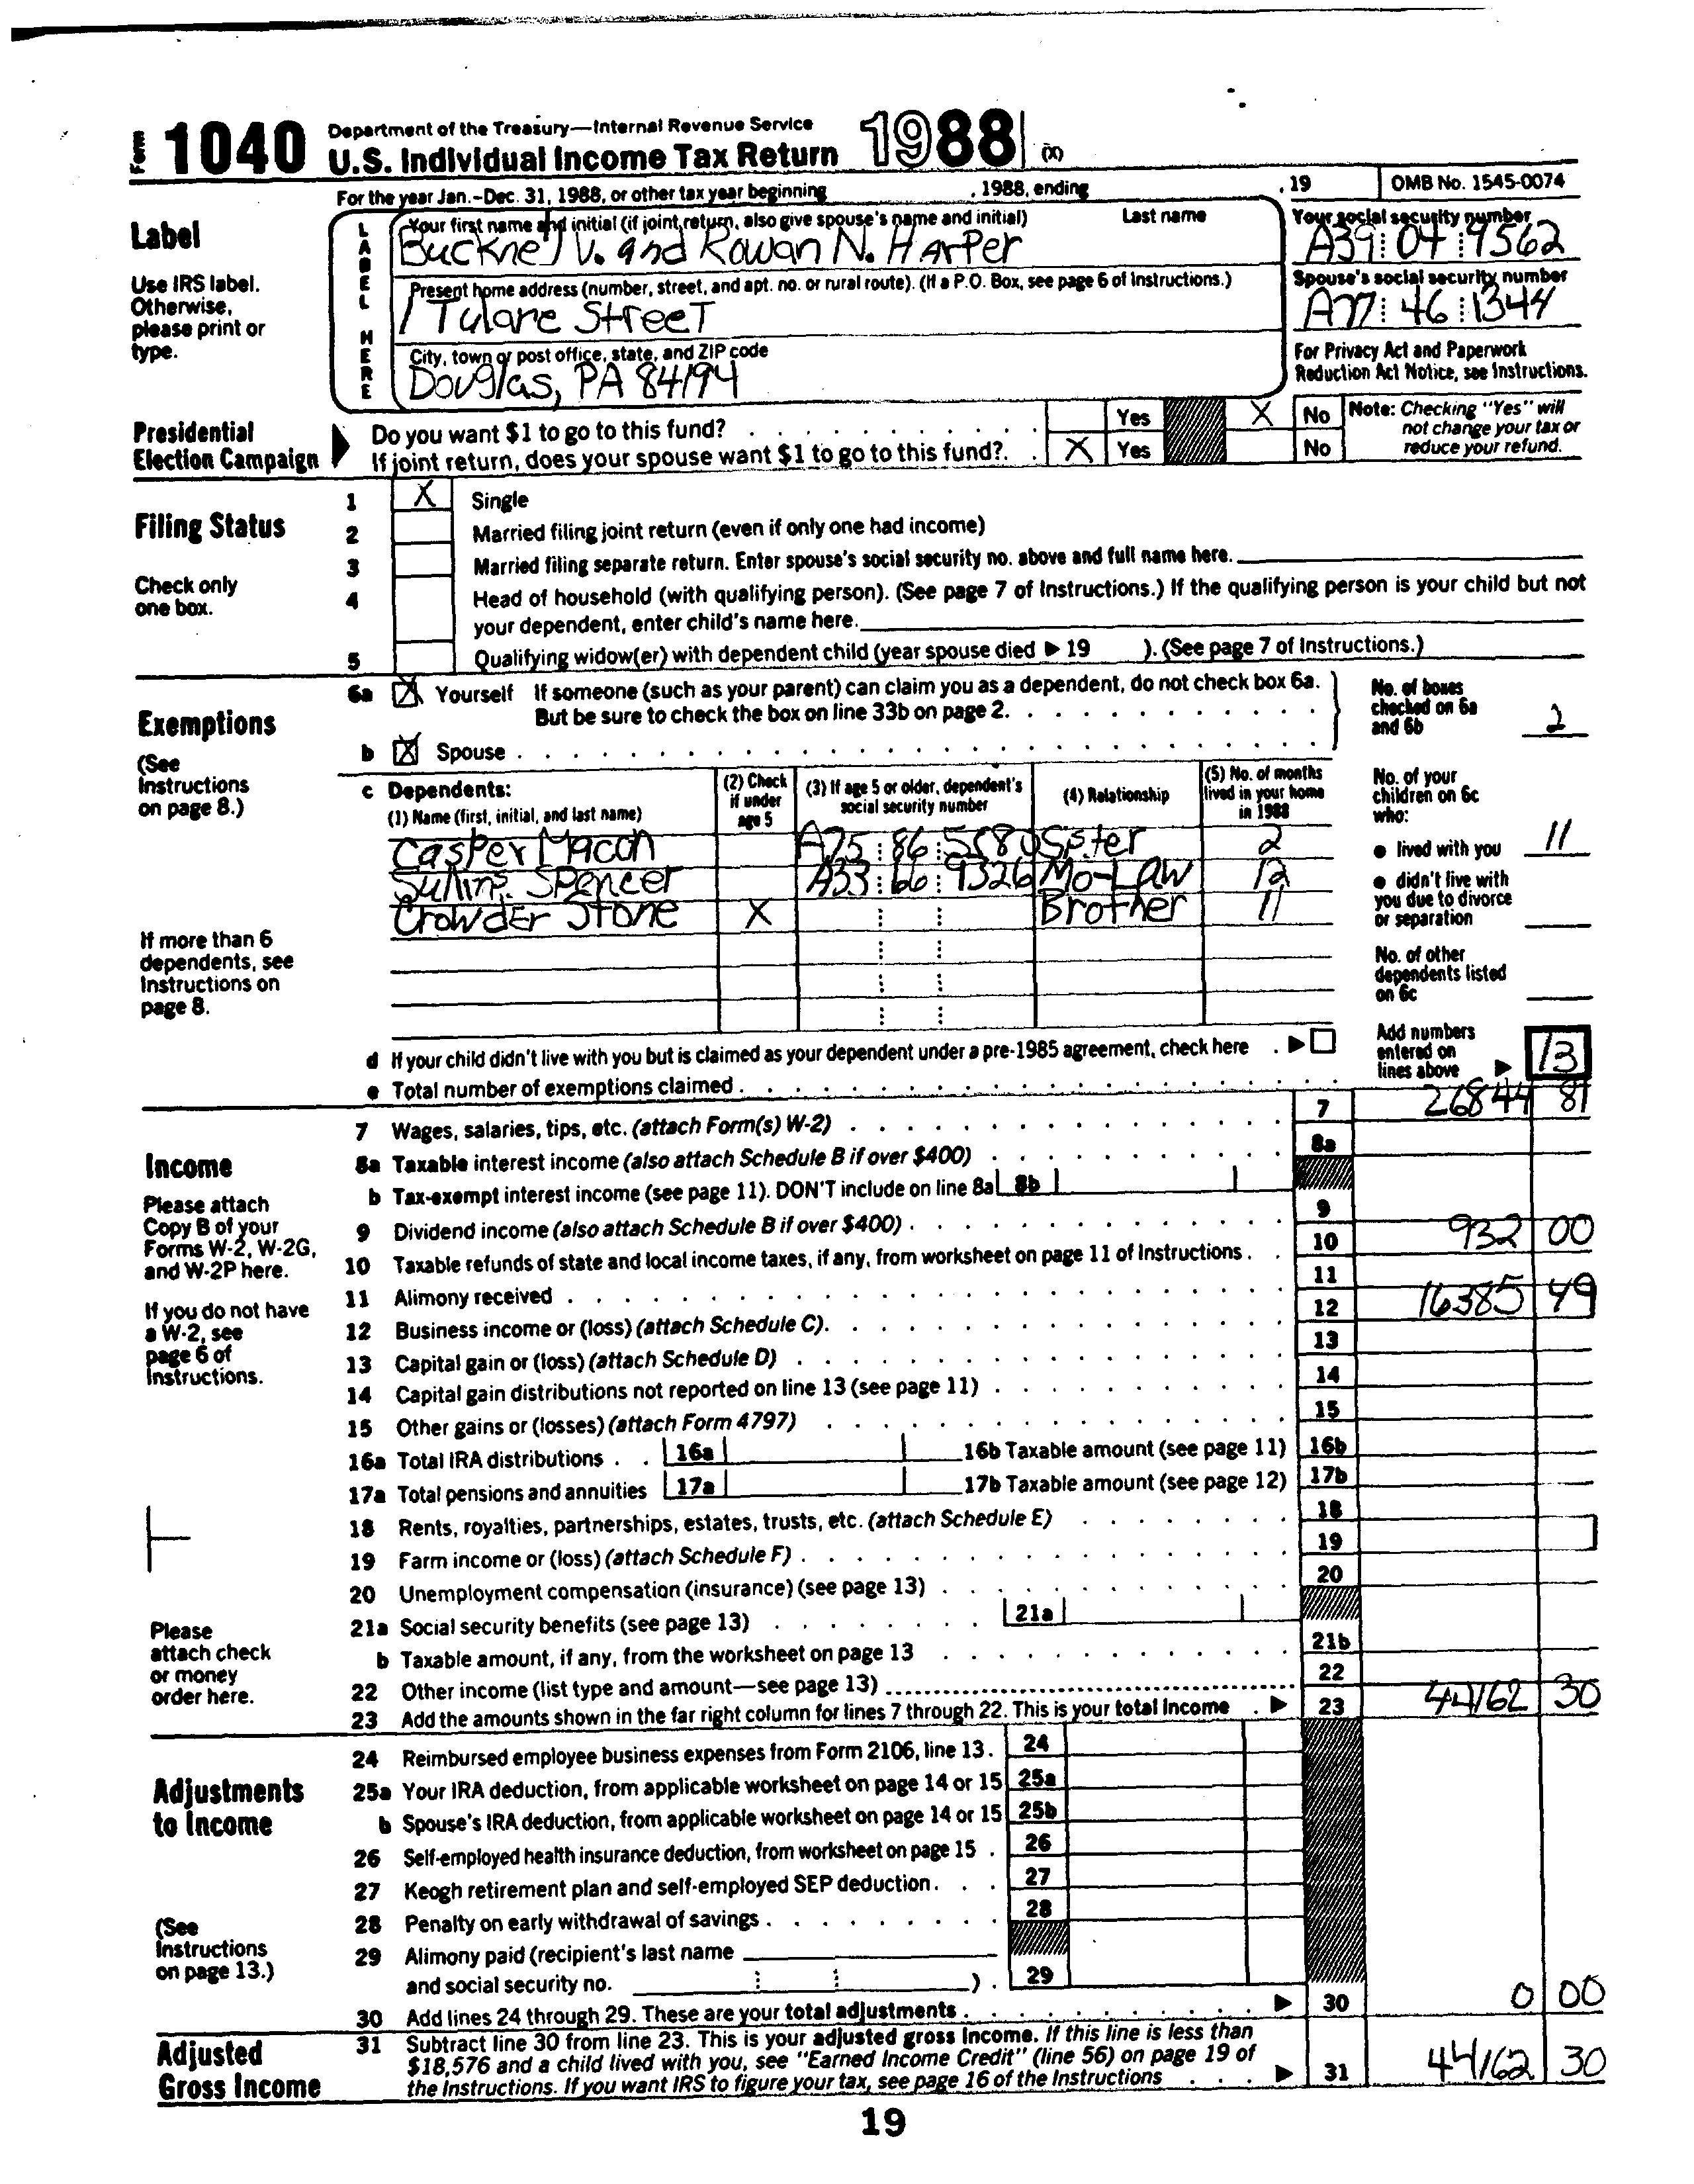 Form 1040 Department of the Treasury—Internal Revenue Service
U.S. Individual Income Tax Return 1988 (X)
For the year Jan.–Dec. 31, 1988, or other tax year beginning , 1988, ending , 19 OMB No. 1545-0074
Label
Use IRS label.
Otherwise,
please print or
type.
LABEL HERE
Your first name and initial (if joint return, also give spouse's name and initial) Last name
Bucknel V. and Rowan N. HArPer
Your social security number
A39 04 9562
Present home address (number, street, and apt. no. or rural route). (If a P.O. Box, see page 6 of Instructions.)
1 Tulare StreeT
Spouse's social security number
A77 46 1344
City, town or post office, state, and ZIP code
Douglas, PA 84194
For Privacy Act and Paperwork
Reduction Act Notice, see Instructions.
Presidential
Election Campaign
Do you want $1 to go to this fund? Yes X No
If joint return, does your spouse want $1 to go to this fund?. X Yes No
Note: Checking "Yes" will
not change your tax or
reduce your refund.
Filing Status
Check only
one box.
1 X Single
2 Married filing joint return (even if only one had income)
3 Married filing separate return. Enter spouse's social security no. above and full name here.
4 Head of household (with qualifying person). (See page 7 of Instructions.) If the qualifying person is your child but not
your dependent, enter child's name here.
5 Qualifying widow(er) with dependent child (year spouse died ▶ 19 ). (See page 7 of Instructions.)
Exemptions
(See
Instructions
on page 8.)
6a X Yourself If someone (such as your parent) can claim you as a dependent, do not check box 6a.
But be sure to check the box on line 33b on page 2.
b X Spouse
No. of boxes
checked on 6a
and 6b 2
c Dependents:
(1) Name (first, initial, and last name)
(2) Check
if under
age 5
(3) If age 5 or older, dependent's
social security number
(4) Relationship
(5) No. of months
lived in your home
in 1988
Casper Macon A75 86 5580 Sister 2
Sullins. Spencer A33 66 9326 Mo-Law 12
CrowdEr Stone X Brother 11
If more than 6
dependents, see
Instructions on
page 8.
No. of your
children on 6c
who:
● lived with you 11
● didn't live with
you due to divorce
or separation
No. of other
dependents listed
on 6c
d If your child didn't live with you but is claimed as your dependent under a pre-1985 agreement, check here . ▶
e Total number of exemptions claimed
Add numbers
entered on
lines above ▶ 13
Income
Please attach
Copy B of your
Forms W-2, W-2G,
and W-2P here.
If you do not have
a W-2, see
page 6 of
Instructions.
Please
attach check
or money
order here.
7 Wages, salaries, tips, etc. (attach Form(s) W-2) 7 26844 81
8a Taxable interest income (also attach Schedule B if over $400) 8a
b Tax-exempt interest income (see page 11). DON'T include on line 8a 8b
9 Dividend income (also attach Schedule B if over $400) 9
10 Taxable refunds of state and local income taxes, if any, from worksheet on page 11 of Instructions 10 932 00
11 Alimony received 11
12 Business income or (loss) (attach Schedule C) 12 16385 49
13 Capital gain or (loss) (attach Schedule D) 13
14 Capital gain distributions not reported on line 13 (see page 11) 14
15 Other gains or (losses) (attach Form 4797) 15
16a Total IRA distributions 16a 16b Taxable amount (see page 11) 16b
17a Total pensions and annuities 17a 17b Taxable amount (see page 12) 17b
18 Rents, royalties, partnerships, estates, trusts, etc. (attach Schedule E) 18
19 Farm income or (loss) (attach Schedule F) 19
20 Unemployment compensation (insurance) (see page 13) 20
21a Social security benefits (see page 13) 21a
b Taxable amount, if any, from the worksheet on page 13 21b
22 Other income (list type and amount—see page 13) 22
23 Add the amounts shown in the far right column for lines 7 through 22. This is your total income ▶ 23 44162 30
Adjustments
to Income
(See
Instructions
on page 13.)
24 Reimbursed employee business expenses from Form 2106, line 13. 24
25a Your IRA deduction, from applicable worksheet on page 14 or 15 25a
b Spouse's IRA deduction, from applicable worksheet on page 14 or 15 25b
26 Self-employed health insurance deduction, from worksheet on page 15 26
27 Keogh retirement plan and self-employed SEP deduction 27
28 Penalty on early withdrawal of savings 28
29 Alimony paid (recipient's last name
and social security no. ) . 29
30 Add lines 24 through 29. These are your total adjustments ▶ 30 0 00
Adjusted
Gross Income
31 Subtract line 30 from line 23. This is your adjusted gross income. If this line is less than
$18,576 and a child lived with you, see "Earned Income Credit" (line 56) on page 19 of
the Instructions. If you want IRS to figure your tax, see page 16 of the Instructions ▶ 31 44162 30
19